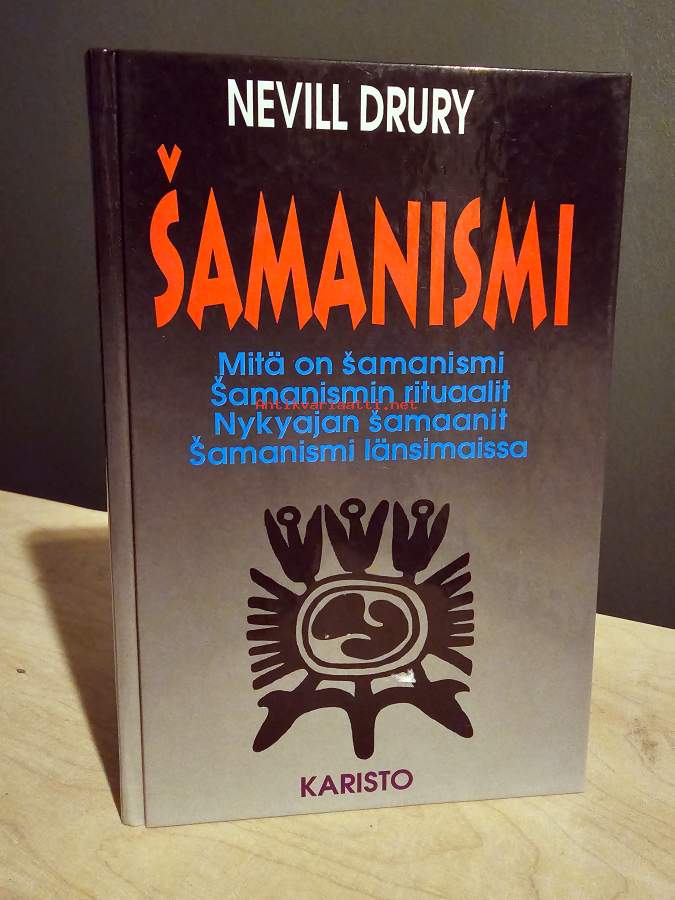 NEVILL DRURY
ŠAMANISMI
Mitä on šamanismi
Šamanismin rituaalit
Antikvariaatti.net
Nykyajan šamaanit
Šamanismi länsimaissa
KARISTO